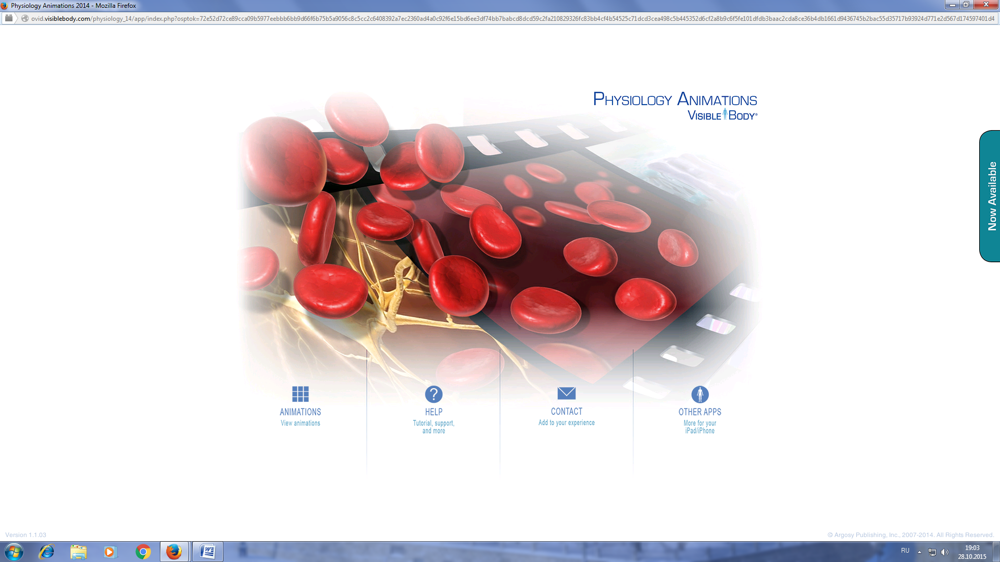 Physiology Animations 2014 - Mozilla Firefox
ovid.visiblebody.com/physiology_14/app/index.php?osptok=72e52d72ce89cca09b5977eebbb6bb9d66f6b75b5a9056c8c5cc2c6408392a7ec2360ad4a0c92f6e15bd6ee3df74bb7babcd8dcd59c2fa210829326fc83bb4cf4b54525c71dcd3cea498c5b445352d6cf2a8b9c6f5fe101dfdb3baac2cda8ce36b4db1661d9436745b2bac55d35717b93924d771e2d567d174597401d4
PHYSIOLOGY ANIMATIONS
VISIBLE BODY®
Now Available
ANIMATIONS
View animations
HELP
Tutorial, support,
and more
CONTACT
Add to your experience
OTHER APPS
More for your
iPad/iPhone
Version 1.1.03
© Argosy Publishing, Inc., 2007-2014. All Rights Reserved.
RU
19:03
28.10.2015